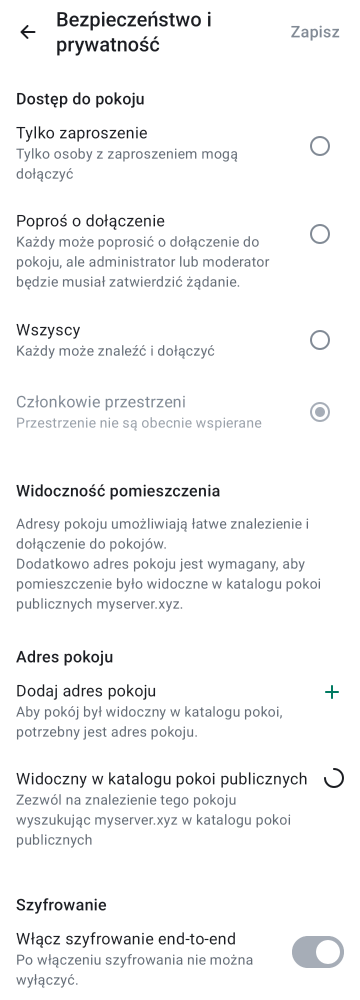 Bezpieczeństwo i
prywatność
Zapisz
Dostęp do pokoju
Tylko zaproszenie
Tylko osoby z zaproszeniem mogą
dołączyć
Poproś o dołączenie
Każdy może poprosić o dołączenie do
pokoju, ale administrator lub moderator
będzie musiał zatwierdzić żądanie.
Wszyscy
Każdy może znaleźć i dołączyć
Członkowie przestrzeni
Przestrzenie nie są obecnie wspierane
Widoczność pomieszczenia
Adresy pokoju umożliwiają łatwe znalezienie i
dołączenie do pokojów.
Dodatkowo adres pokoju jest wymagany, aby
pomieszczenie było widoczne w katalogu pokoi
publicznych myserver.xyz.
Adres pokoju
Dodaj adres pokoju
Aby pokój był widoczny w katalogu pokoi,
potrzebny jest adres pokoju.
Widoczny w katalogu pokoi publicznych
Zezwól na znalezienie tego pokoju
wyszukując myserver.xyz w katalogu pokoi
publicznych
Szyfrowanie
Włącz szyfrowanie end-to-end
Po włączeniu szyfrowania nie można
wyłączyć.